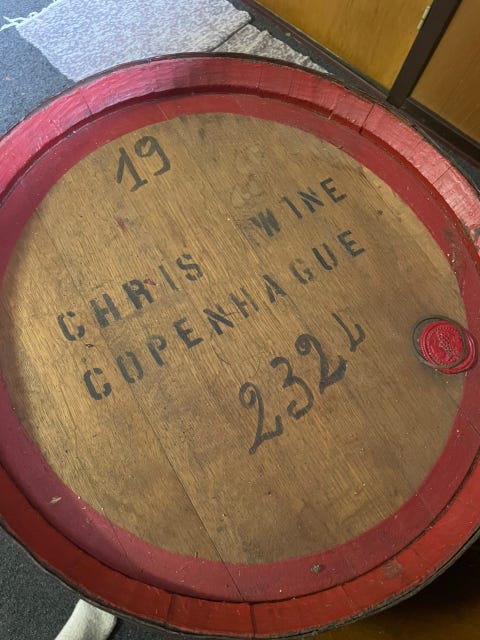 19
CHRIS WINE
COPENHAGUE
232 L